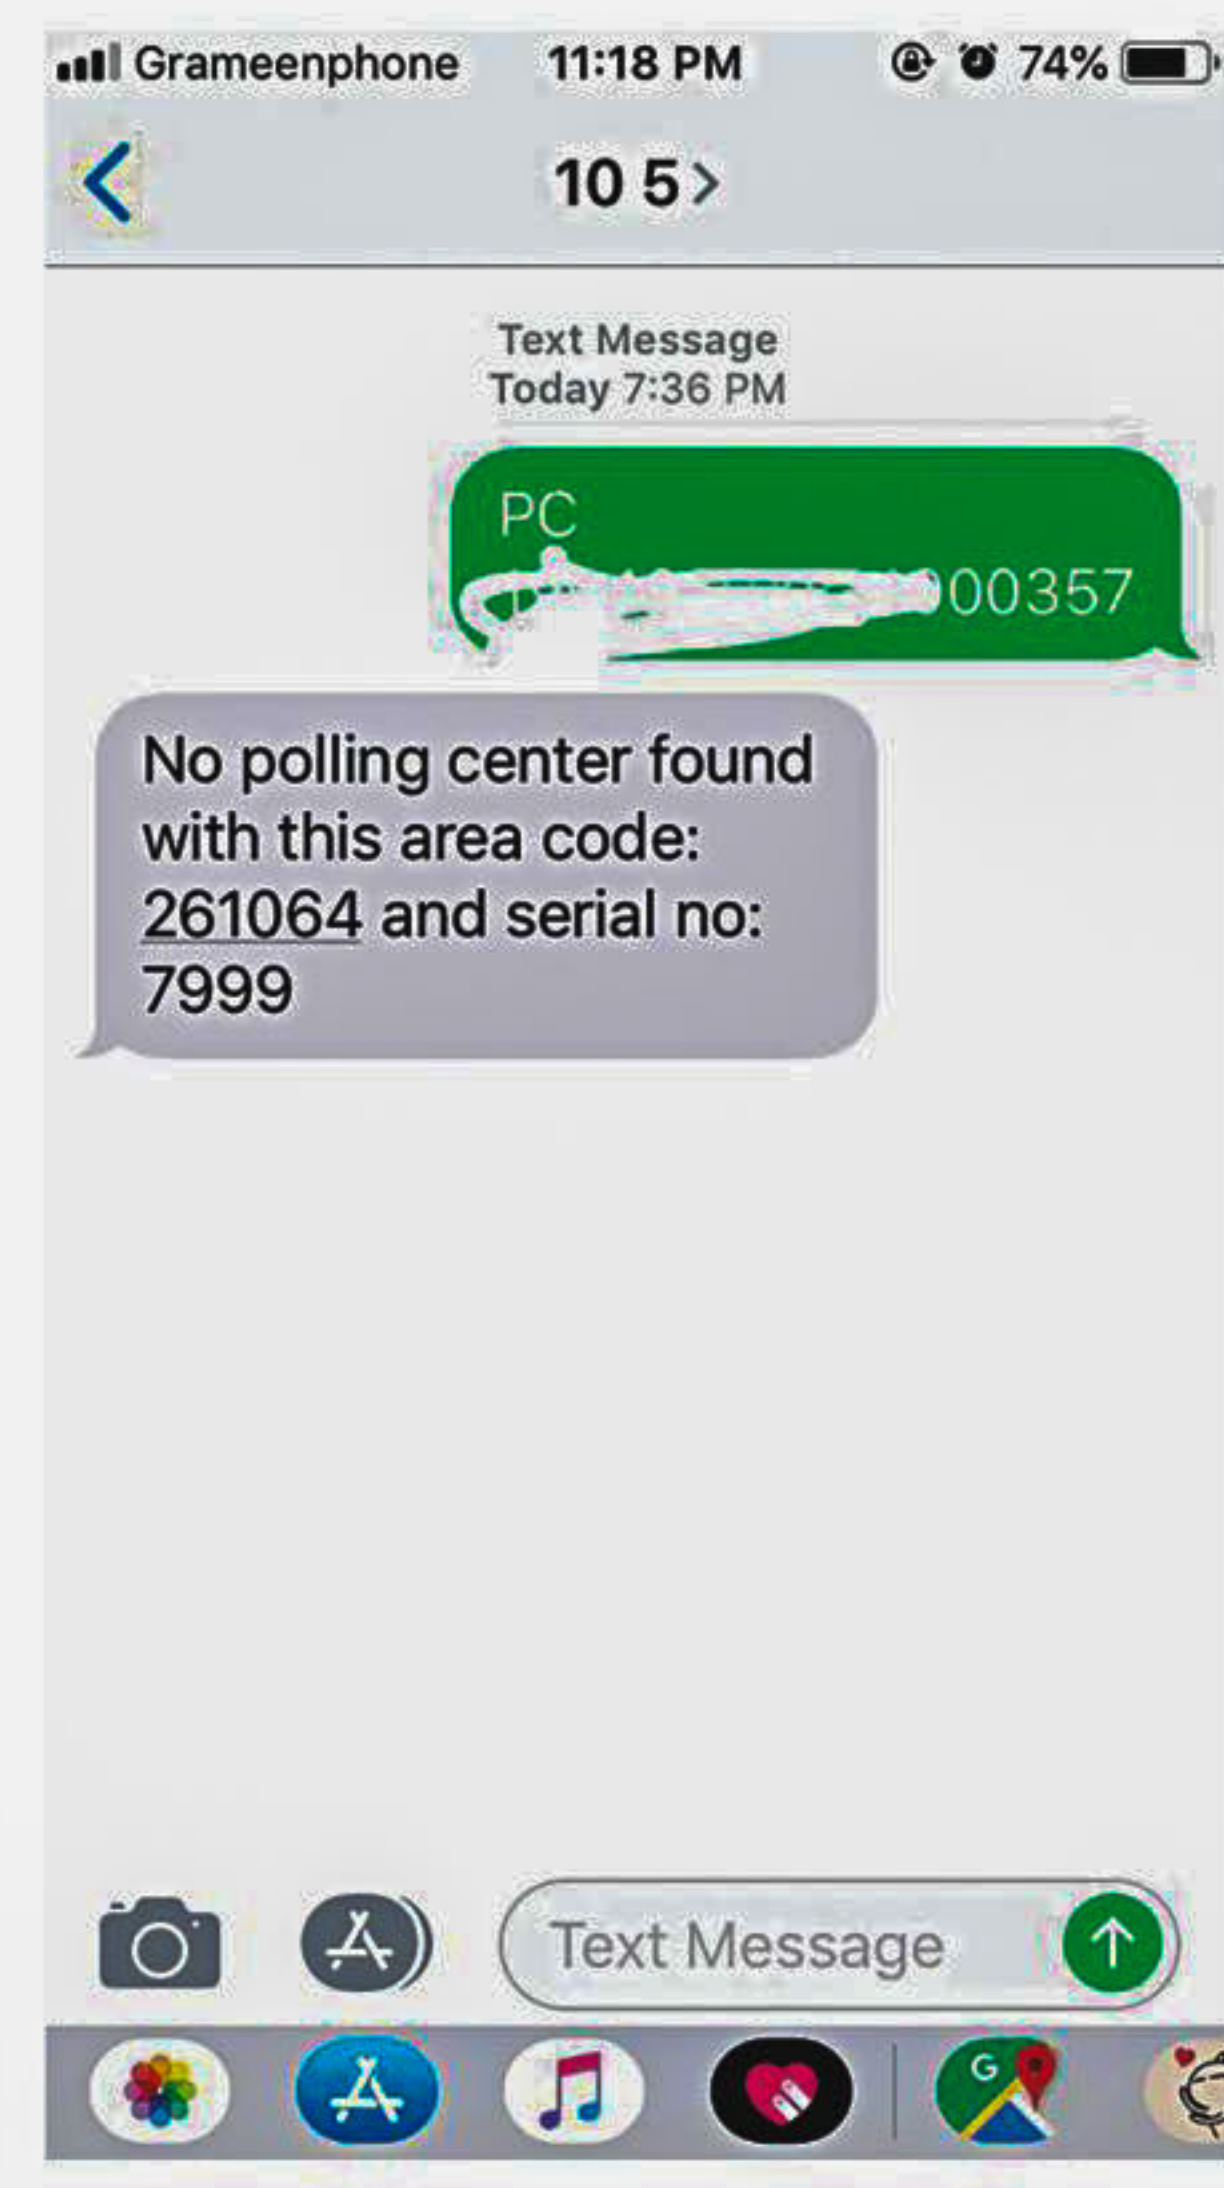 Grameenphone 11:18 PM 74%
10 5
Text Message
Today 7:36 PM
PC
00357
No polling center found
with this area code:
261064 and serial no:
7999
Text Message
G